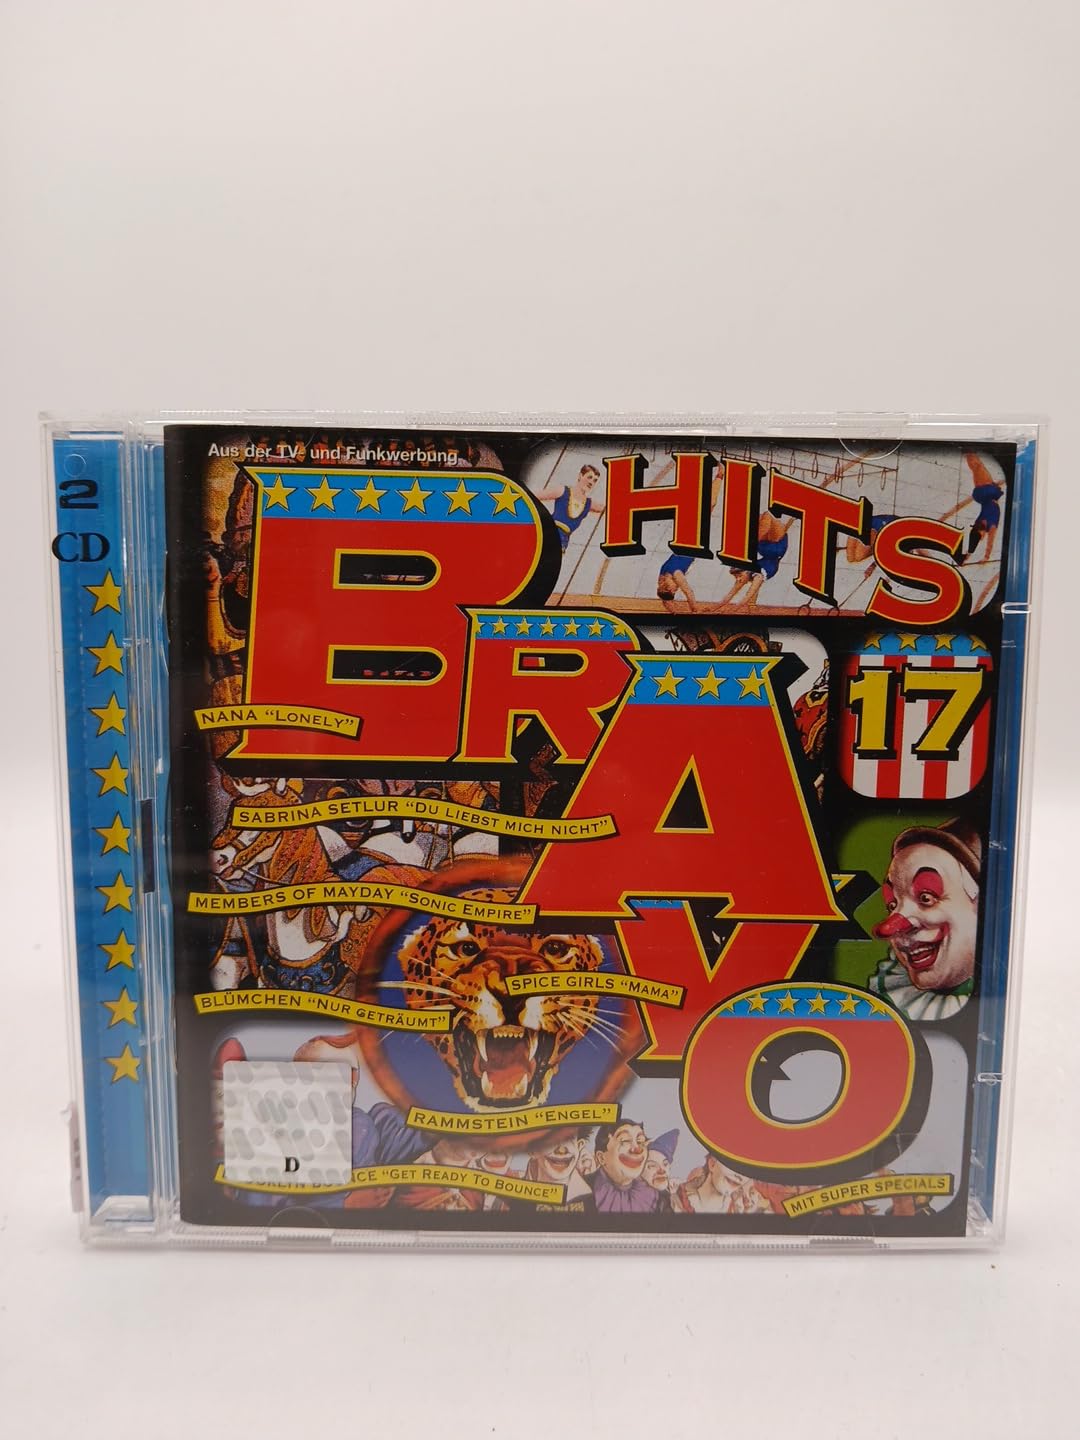 Aus der TV- und Funkwerbung
2
CD
BRAVO
HITS
17
NANA "LONELY"
SABRINA SETLUR "DU LIEBST MICH NICHT"
MEMBERS OF MAYDAY "SONIC EMPIRE"
SPICE GIRLS "MAMA"
BLÜMCHEN "NUR GETRÄUMT"
RAMMSTEIN "ENGEL"
D
"GET READY TO BOUNCE"
MIT SUPER SPECIALS